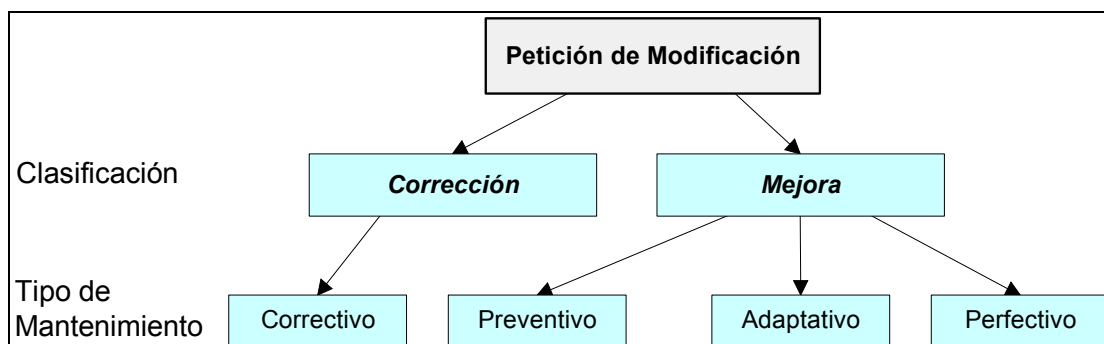 Petición de Modificación
Clasificación
Corrección
Mejora
Tipo de
Mantenimiento
Correctivo
Preventivo
Adaptativo
Perfectivo